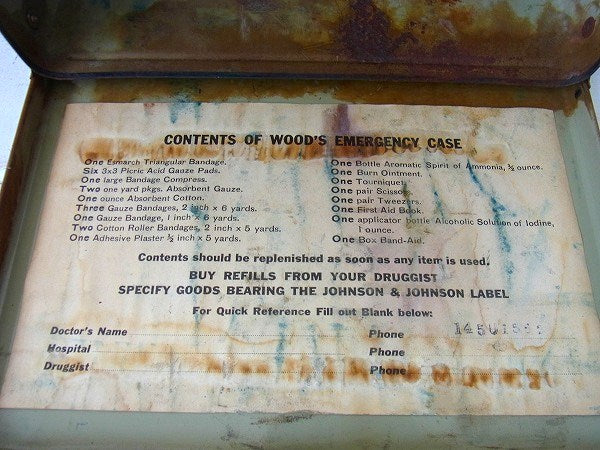 CONTENTS OF WOOD'S EMERGENCY CASE
One Esmarch Triangular Bandage.
Six 3x3 Picric Acid Gauze Pads.
One large Bandage Compress.
Two one yard pkgs. Absorbent Gauze.
One ounce Absorbent Cotton.
Three Gauze Bandages, 2 inch x 6 yards.
One Gauze Bandage, 1 inch x 6 yards.
Two Cotton Roller Bandages, 2 inch x 5 yards.
One Adhesive Plaster ½ inch x 5 yards.
One Bottle Aromatic Spirit of Ammonia, ½ ounce.
One Burn Ointment.
One Tourniquet.
One pair Scissors.
One pair Tweezers.
One First Aid Book.
One applicator bottle Alcoholic Solution of Iodine,
1 ounce.
One Box Band-Aid.
Contents should be replenished as soon as any item is used.
BUY REFILLS FROM YOUR DRUGGIST
SPECIFY GOODS BEARING THE JOHNSON & JOHNSON LABEL
For Quick Reference Fill out Blank below:
Doctor's Name Phone
Hospital Phone
Druggist Phone